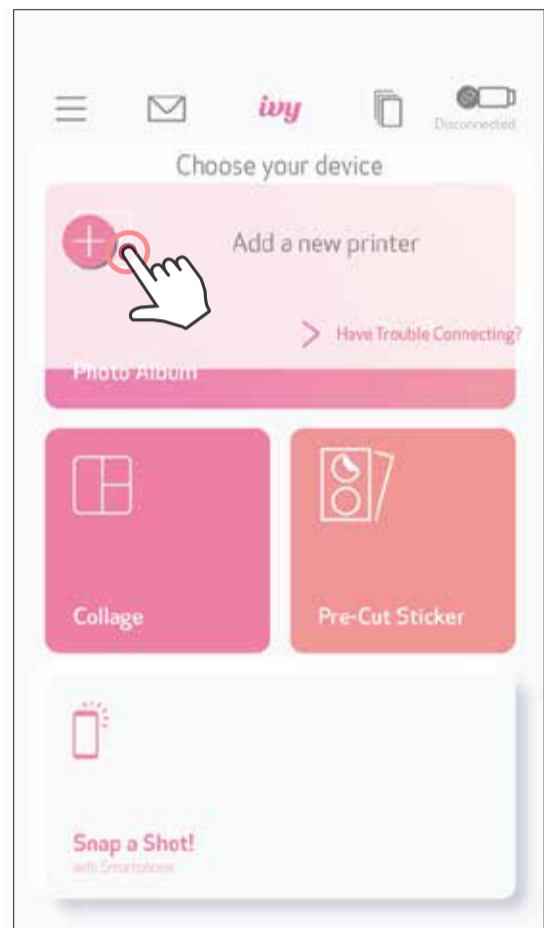 ivy
Disconnected
Choose your device
Add a new printer
Have Trouble Connecting?
Photo Album
Collage
Pre-Cut Sticker
Snap a Shot!
with Smartphone